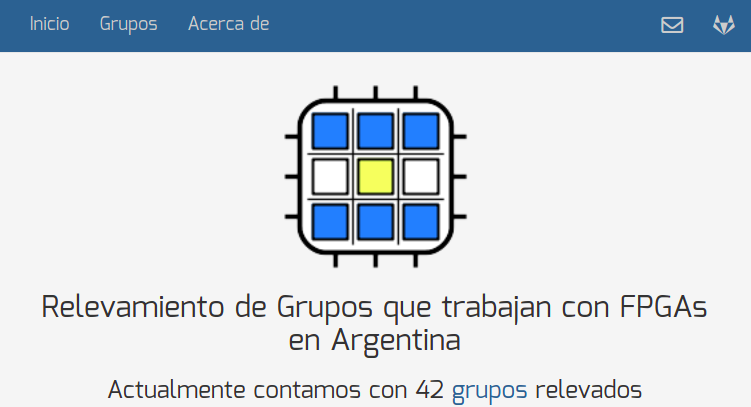 Inicio Grupos Acerca de
Relevamiento de Grupos que trabajan con FPGAs
en Argentina
Actualmente contamos con 42 grupos relevados